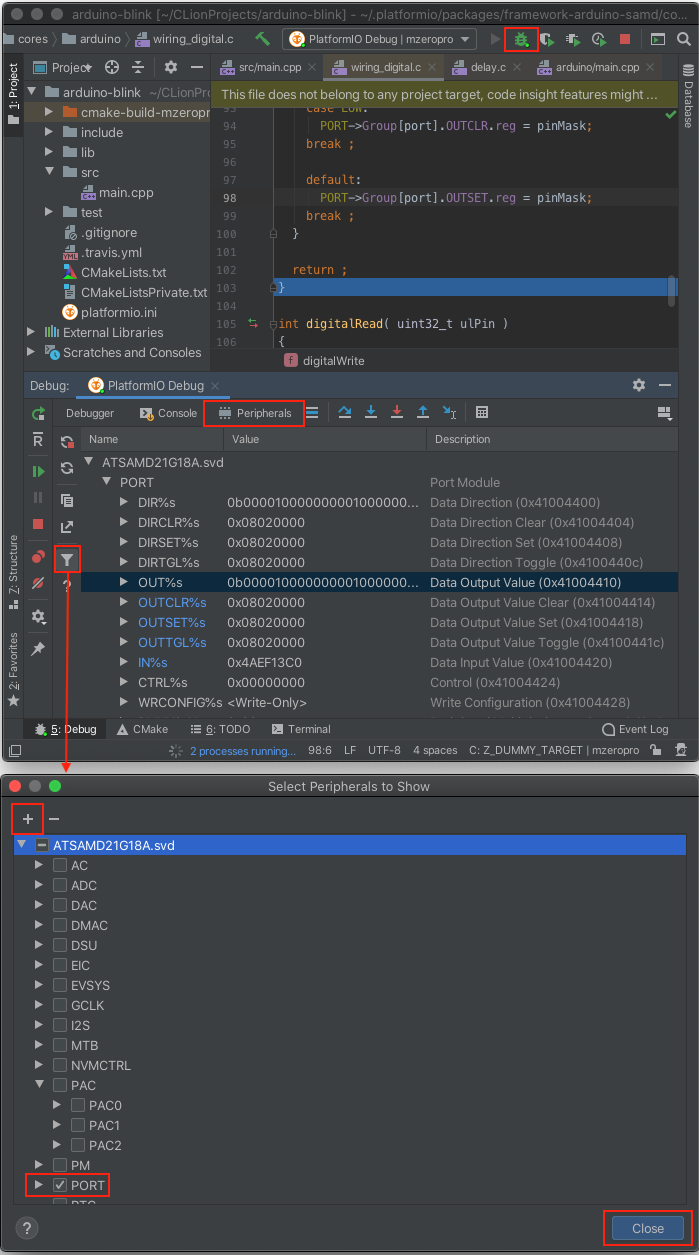 arduino-blink [~/CLionProjects/arduino-blink] - ~/.platformio/packages/framework-arduino-samd/co...
cores arduino wiring_digital.c PlatformIO Debug | mzeropro
1: Project
Project
src/main.cpp wiring_digital.c delay.c arduino/main.cpp
Database
arduino-blink ~/CLionProj
This file does not belong to any project target, code insight features might ...
cmake-build-mzeropr
include
lib
src
main.cpp
test
.gitignore
.travis.yml
CMakeLists.txt
CMakeListsPrivate.txt
platformio.ini
External Libraries
Scratches and Consoles
93 case LOW:
94 PORT->Group[port].OUTCLR.reg = pinMask;
95 break ;
96
97 default:
98 PORT->Group[port].OUTSET.reg = pinMask;
99 break ;
100 }
101
102 return ;
103 }
104
105 int digitalRead( uint32_t ulPin )
106 {
f digitalWrite
Debug: PlatformIO Debug
Debugger Console Peripherals
Name Value Description
ATSAMD21G18A.svd
PORT Port Module
DIR%s 0b0000100000000001000000... Data Direction (0x41004400)
DIRCLR%s 0x08020000 Data Direction Clear (0x41004404)
DIRSET%s 0x08020000 Data Direction Set (0x41004408)
DIRTGL%s 0x08020000 Data Direction Toggle (0x4100440c)
OUT%s 0b0000100000000001000000... Data Output Value (0x41004410)
OUTCLR%s 0x08020000 Data Output Value Clear (0x41004414)
OUTSET%s 0x08020000 Data Output Value Set (0x41004418)
OUTTGL%s 0x08020000 Data Output Value Toggle (0x4100441c)
IN%s 0x4AEF13C0 Data Input Value (0x41004420)
CTRL%s 0x00000000 Control (0x41004424)
WRCONFIG%s <Write-Only> Write Configuration (0x41004428)
7: Structure
2: Favorites
5: Debug CMake 6: TODO Terminal Event Log
2 processes running... 98:6 LF UTF-8 4 spaces C: Z_DUMMY_TARGET | mzeropro
Select Peripherals to Show
ATSAMD21G18A.svd
AC
ADC
DAC
DMAC
DSU
EIC
EVSYS
GCLK
I2S
MTB
NVMCTRL
PAC
PAC0
PAC1
PAC2
PM
PORT
? Close